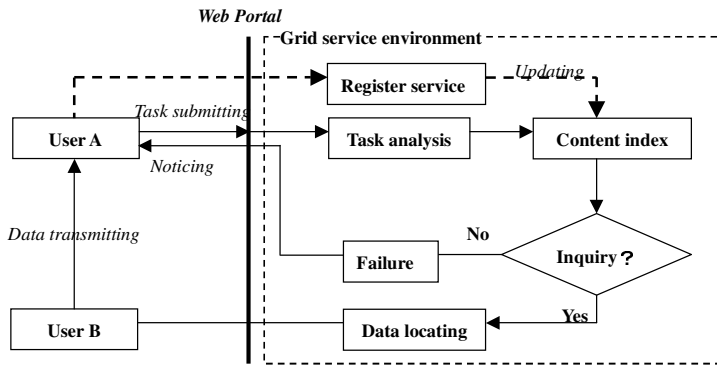 Web Portal
Grid service environment
Register service
Updating
Task submitting
User A
Task analysis
Content index
Noticing
Data transmitting
No
Failure
Inquiry？
Yes
User B
Data locating